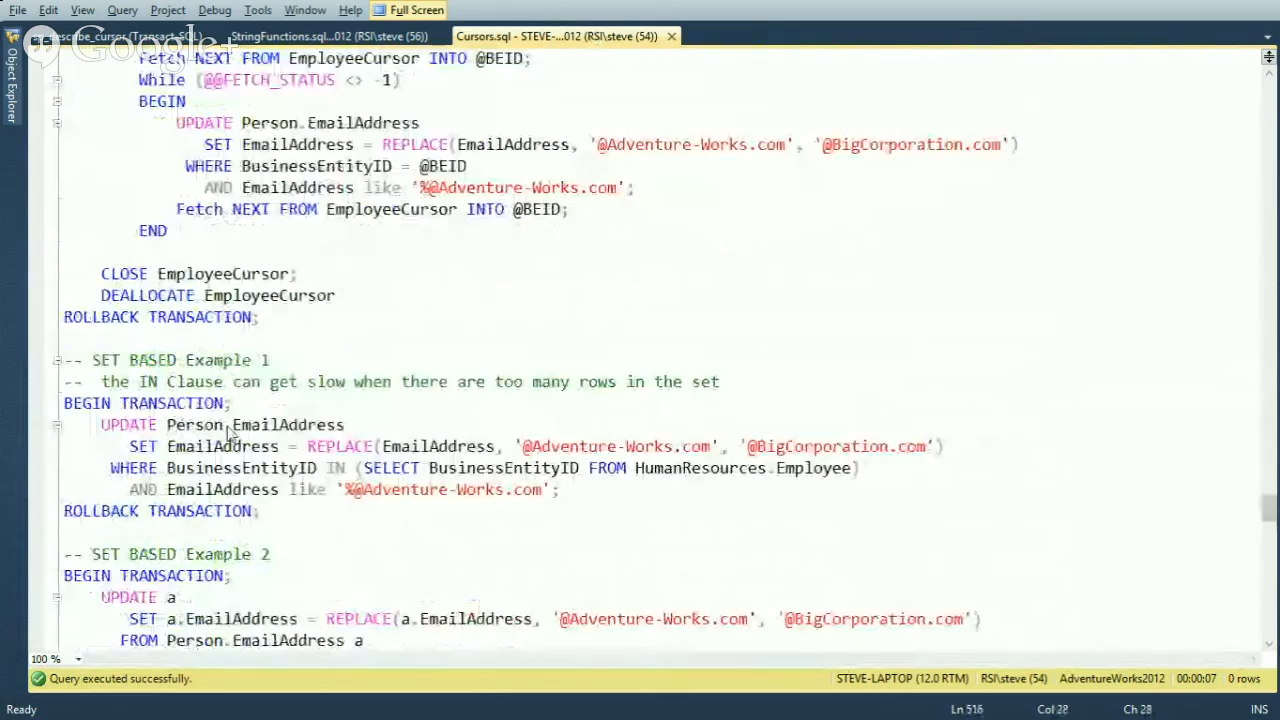 File Edit View Query Project Debug Tools Window Help Full Screen
sp_describe_cursor (Transact-SQL) StringFunctions.sql...012 (RSI\steve (56)) Cursors.sql - STEVE-...012 (RSI\steve (54)) ×
Google+
Object Explorer
Fetch NEXT FROM EmployeeCursor INTO @BEID;
While (@@FETCH_STATUS <> -1)
BEGIN
UPDATE Person.EmailAddress
SET EmailAddress = REPLACE(EmailAddress, '@Adventure-Works.com', '@BigCorporation.com')
WHERE BusinessEntityID = @BEID
AND EmailAddress like '%@Adventure-Works.com';
Fetch NEXT FROM EmployeeCursor INTO @BEID;
END
CLOSE EmployeeCursor;
DEALLOCATE EmployeeCursor
ROLLBACK TRANSACTION;
-- SET BASED Example 1
-- the IN Clause can get slow when there are too many rows in the set
BEGIN TRANSACTION;
UPDATE Person.EmailAddress
SET EmailAddress = REPLACE(EmailAddress, '@Adventure-Works.com', '@BigCorporation.com')
WHERE BusinessEntityID IN (SELECT BusinessEntityID FROM HumanResources.Employee)
AND EmailAddress like '%@Adventure-Works.com';
ROLLBACK TRANSACTION;
-- SET BASED Example 2
BEGIN TRANSACTION;
UPDATE a
SET a.EmailAddress = REPLACE(a.EmailAddress, '@Adventure-Works.com', '@BigCorporation.com')
FROM Person.EmailAddress a
100 %
Query executed successfully. STEVE-LAPTOP (12.0 RTM) RSI\steve (54) AdventureWorks2012 00:00:07 0 rows
Ready Ln 516 Col 28 Ch 28 INS